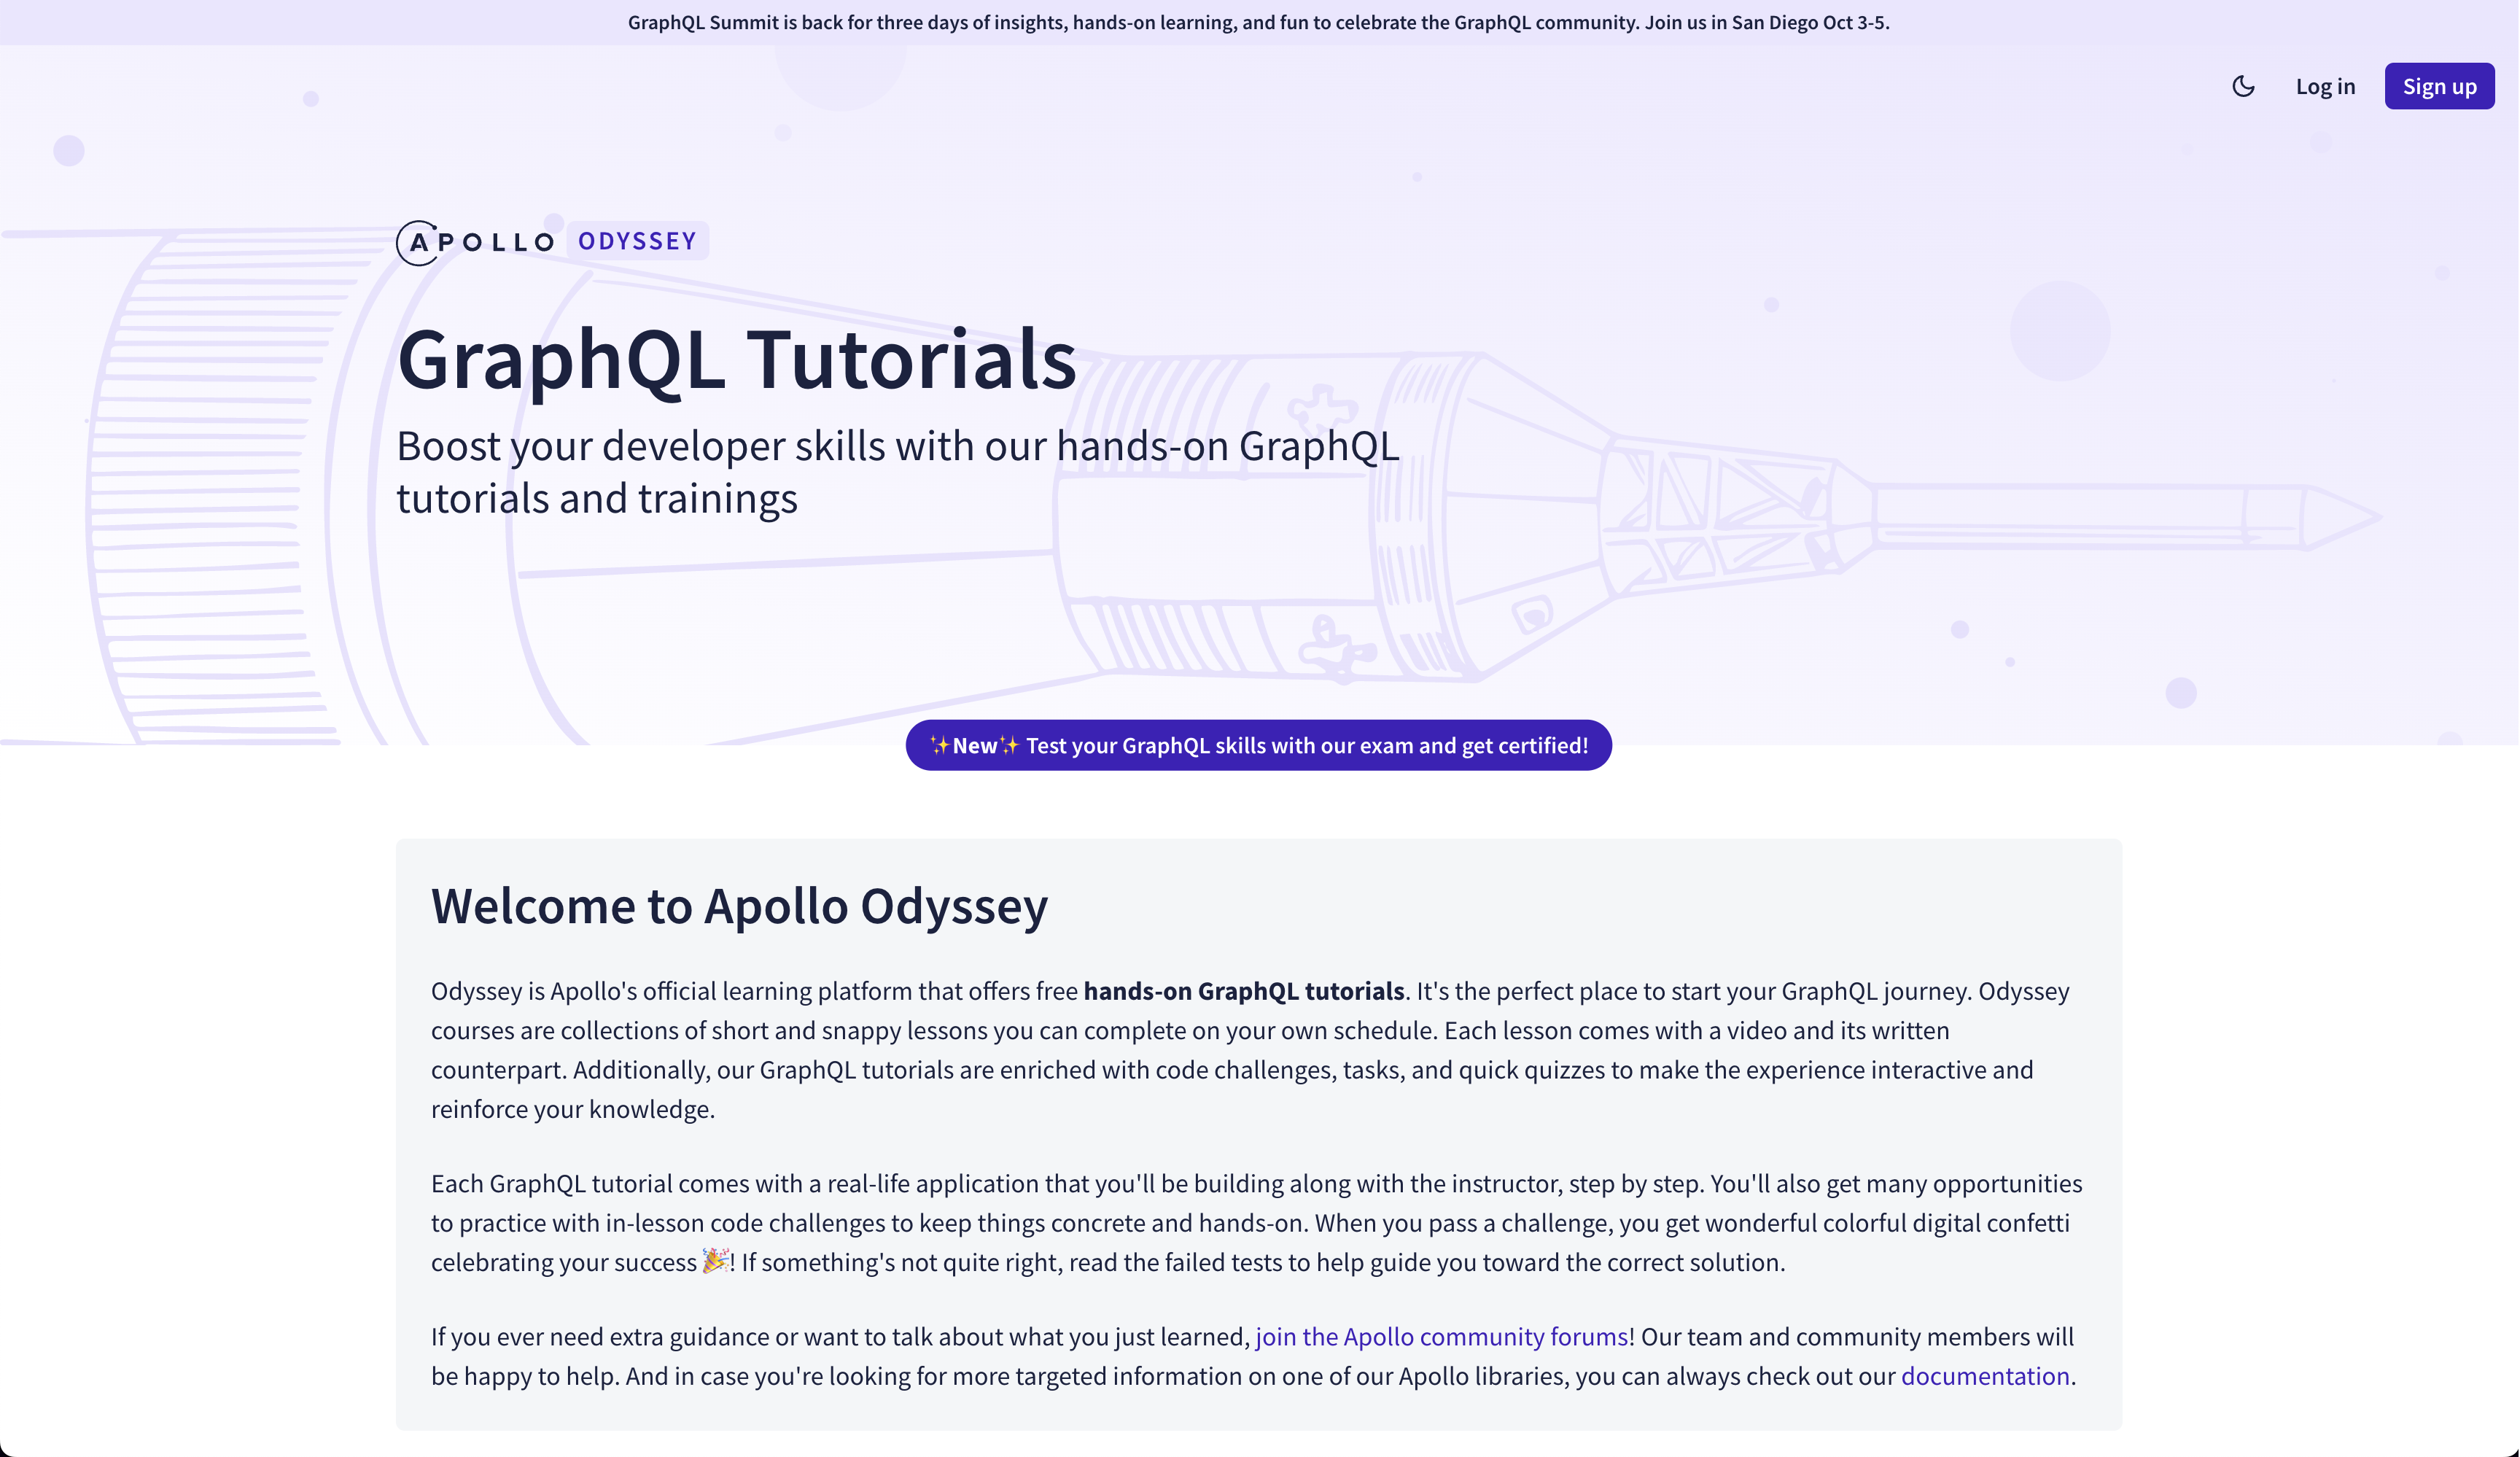 GraphQL Summit is back for three days of insights, hands-on learning, and fun to celebrate the GraphQL community. Join us in San Diego Oct 3-5.
Log in
Sign up
APOLLO ODYSSEY
GraphQL Tutorials
Boost your developer skills with our hands-on GraphQL
tutorials and trainings
✨New✨ Test your GraphQL skills with our exam and get certified!
Welcome to Apollo Odyssey
Odyssey is Apollo's official learning platform that offers free hands-on GraphQL tutorials. It's the perfect place to start your GraphQL journey. Odyssey
courses are collections of short and snappy lessons you can complete on your own schedule. Each lesson comes with a video and its written
counterpart. Additionally, our GraphQL tutorials are enriched with code challenges, tasks, and quick quizzes to make the experience interactive and
reinforce your knowledge.
Each GraphQL tutorial comes with a real-life application that you'll be building along with the instructor, step by step. You'll also get many opportunities
to practice with in-lesson code challenges to keep things concrete and hands-on. When you pass a challenge, you get wonderful colorful digital confetti
celebrating your success 🎉! If something's not quite right, read the failed tests to help guide you toward the correct solution.
If you ever need extra guidance or want to talk about what you just learned, join the Apollo community forums! Our team and community members will
be happy to help. And in case you're looking for more targeted information on one of our Apollo libraries, you can always check out our documentation.